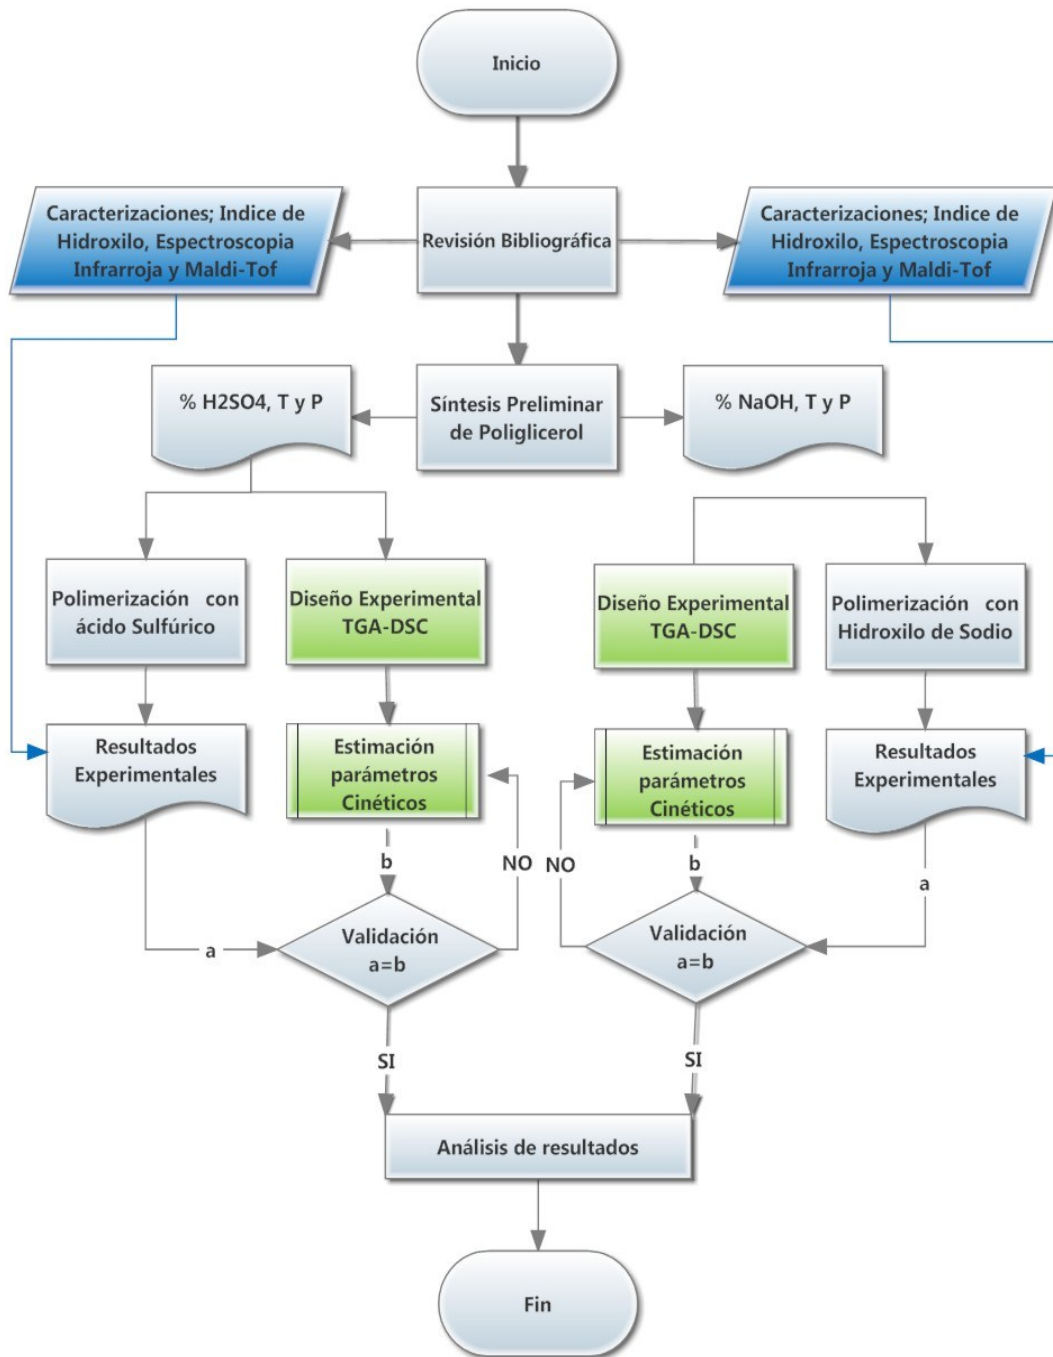 Inicio
Caracterizaciones; Indice de
Hidroxilo, Espectroscopia
Infrarroja y Maldi-Tof
Revisión Bibliográfica
Caracterizaciones; Indice de
Hidroxilo, Espectroscopia
Infrarroja y Maldi-Tof
% H2SO4, T y P
Síntesis Preliminar
de Poliglicerol
% NaOH, T y P
Polimerización con
ácido Sulfúrico
Diseño Experimental
TGA-DSC
Diseño Experimental
TGA-DSC
Polimerización con
Hidroxilo de Sodio
Resultados
Experimentales
Estimación
parámetros
Cinéticos
Estimación
parámetros
Cinéticos
Resultados
Experimentales
b
NO
NO
b
a
a
Validación
a=b
Validación
a=b
SI
SI
Análisis de resultados
Fin